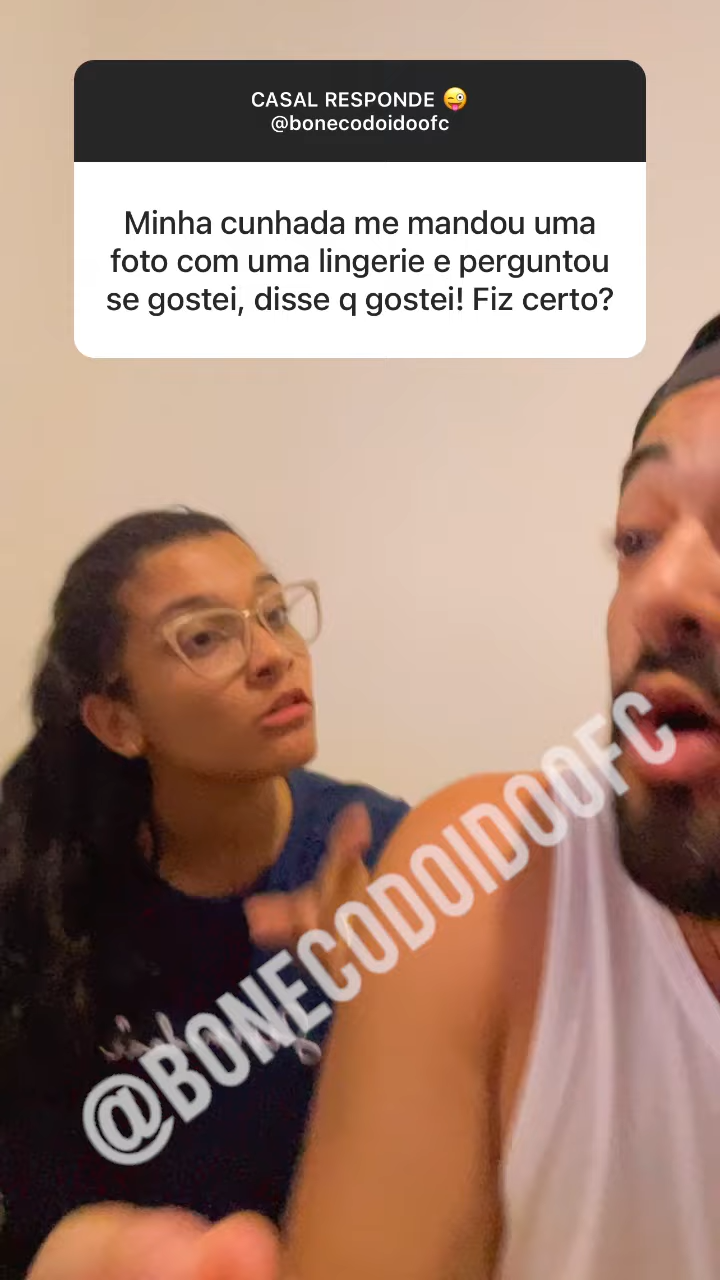 CASAL RESPONDE 😜
@bonecodoidoofc
Minha cunhada me mandou uma
foto com uma lingerie e perguntou
se gostei, disse q gostei! Fiz certo?
@BONECODOIDOOFC